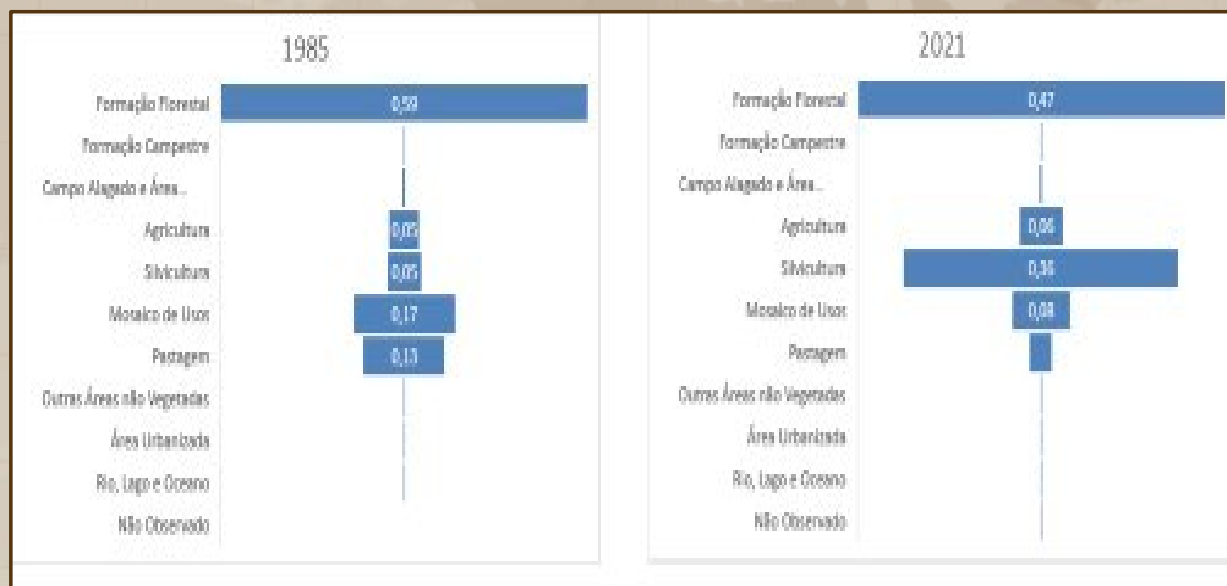 1985
Formação Florestal 0,59
Formação Campestre
Campo Alagado e Área...
Agricultura 0,05
Silvicultura 0,05
Mosaico de Usos 0,17
Pastagem 0,13
Outras Áreas não Vegetadas
Área Urbanizada
Rio, Lago e Oceano
Não Observado
2021
Formação Florestal 0,47
Formação Campestre
Campo Alagado e Área...
Agricultura 0,06
Silvicultura 0,36
Mosaico de Usos 0,08
Pastagem
Outras Áreas não Vegetadas
Área Urbanizada
Rio, Lago e Oceano
Não Observado